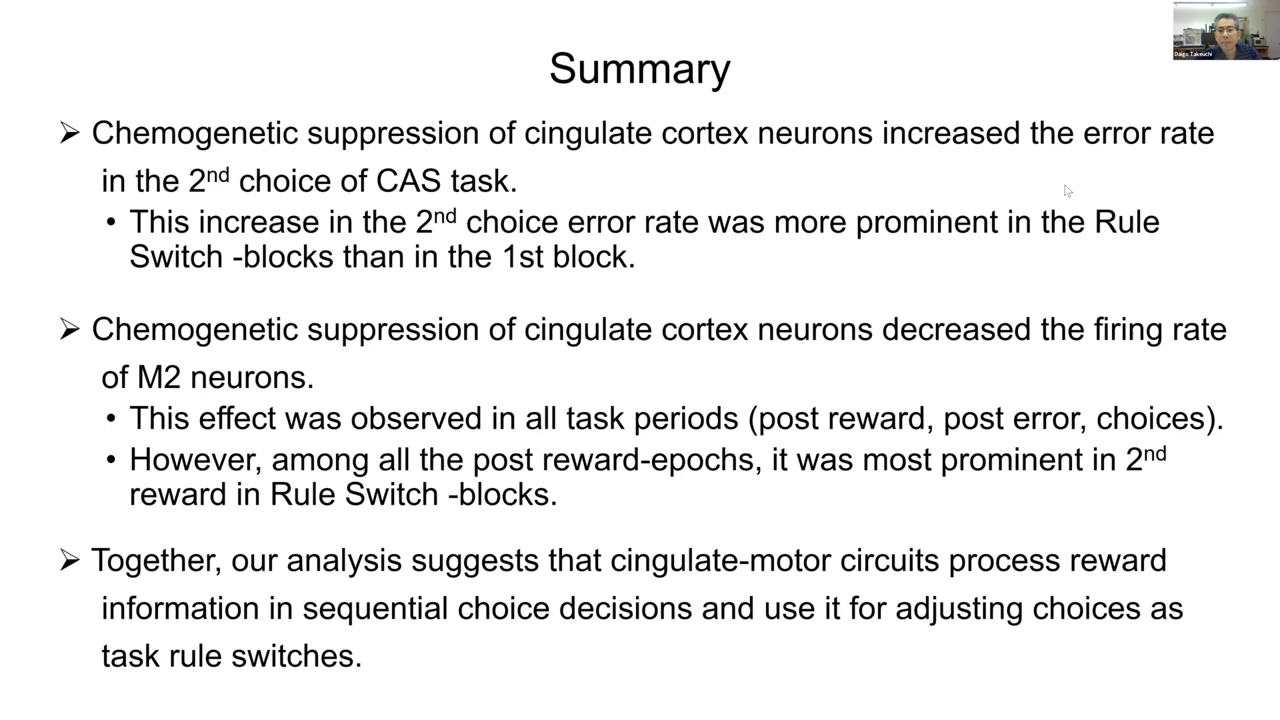 Daigo Takeuchi
Summary
➢ Chemogenetic suppression of cingulate cortex neurons increased the error rate
in the 2nd choice of CAS task.
• This increase in the 2nd choice error rate was more prominent in the Rule
Switch -blocks than in the 1st block.
➢ Chemogenetic suppression of cingulate cortex neurons decreased the firing rate
of M2 neurons.
• This effect was observed in all task periods (post reward, post error, choices).
• However, among all the post reward-epochs, it was most prominent in 2nd
reward in Rule Switch -blocks.
➢ Together, our analysis suggests that cingulate-motor circuits process reward
information in sequential choice decisions and use it for adjusting choices as
task rule switches.